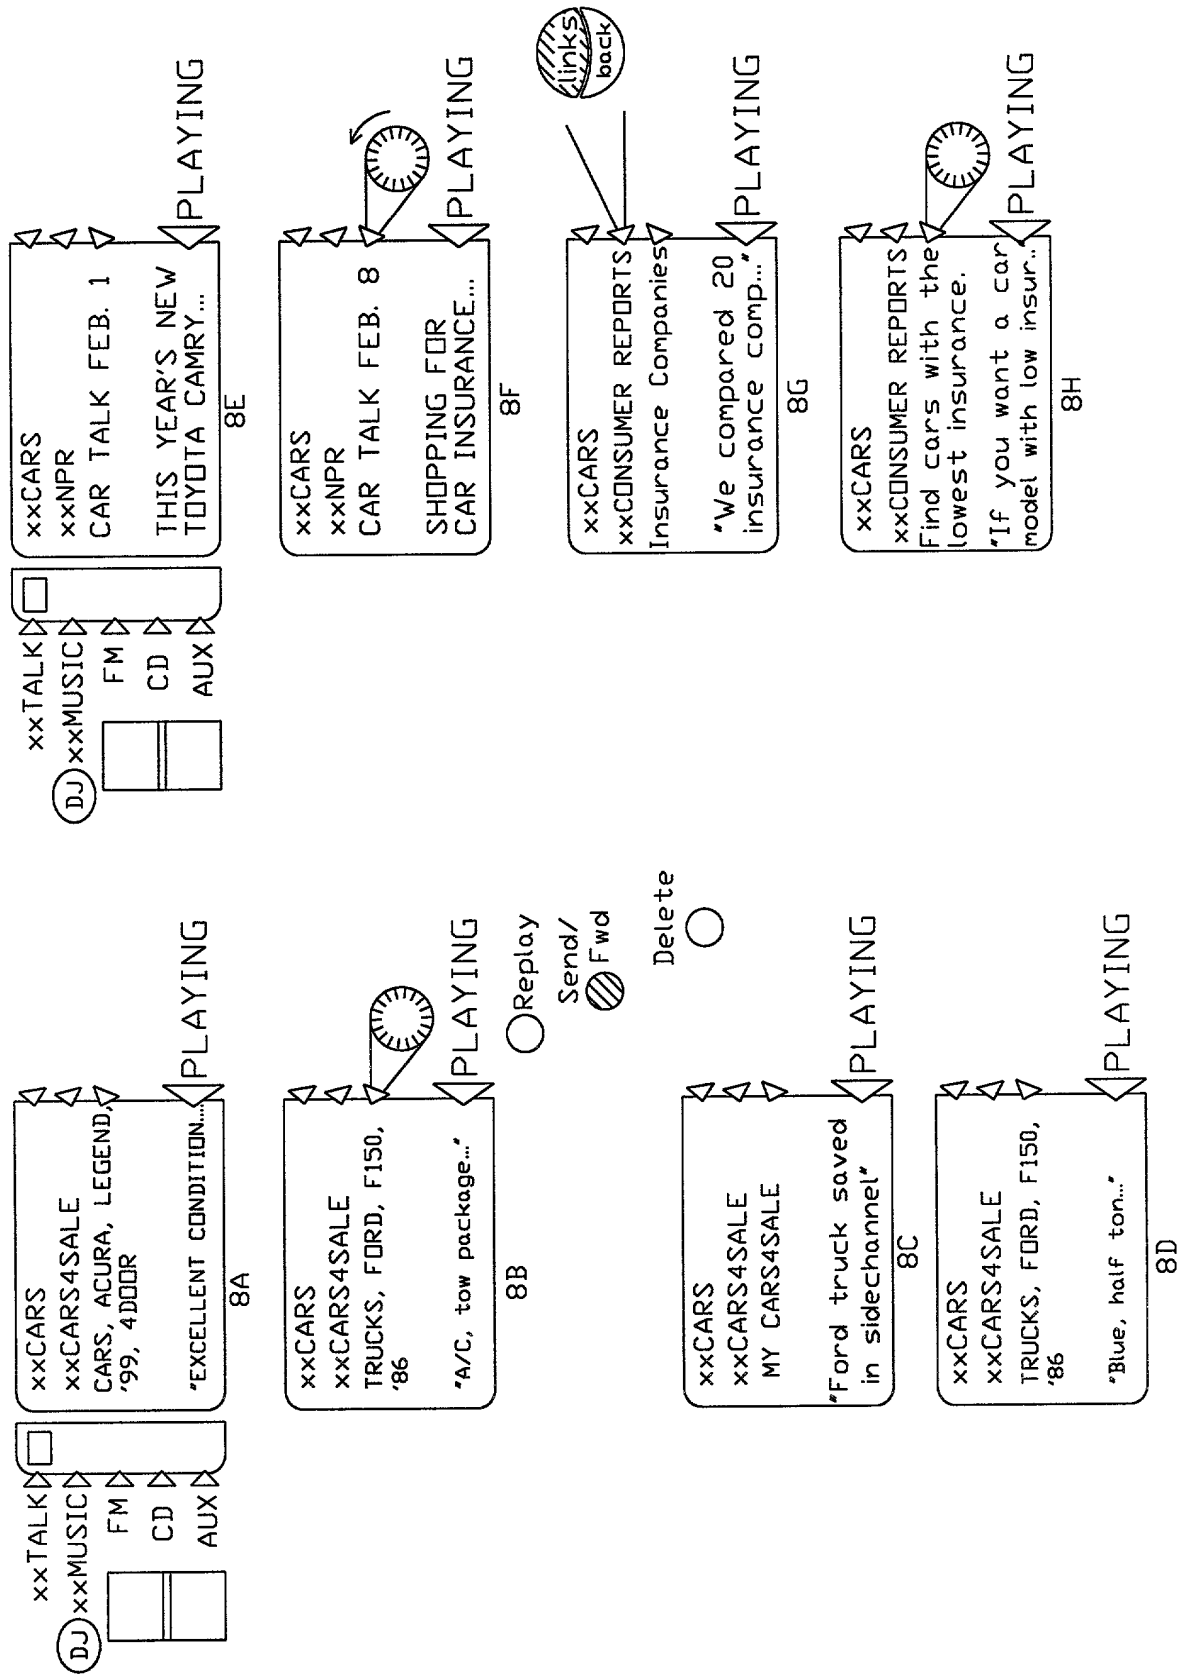 xxTALK
DJ xxMUSIC
FM
CD
AUX
xxCARS
xxCARS4SALE
CARS, ACURA, LEGEND,
'99, 4DOOR
"EXCELLENT CONDITION...
PLAYING
8A
xxCARS
xxCARS4SALE
TRUCKS, FORD, F150,
'86
"A/C, tow package..."
PLAYING
8B
Replay
Send/
Fwd
Delete
xxCARS
xxCARS4SALE
MY CARS4SALE
"Ford truck saved
in sidechannel"
PLAYING
8C
xxCARS
xxCARS4SALE
TRUCKS, FORD, F150,
'86
"Blue, half ton..."
PLAYING
8D
xxTALK
DJ xxMUSIC
FM
CD
AUX
xxCARS
xxNPR
CAR TALK FEB. 1
THIS YEAR'S NEW
TOYOTA CAMRY...
PLAYING
8E
xxCARS
xxNPR
CAR TALK FEB. 8
SHOPPING FOR
CAR INSURANCE...
PLAYING
8F
links
back
xxCARS
xxCONSUMER REPORTS
Insurance Companies
"We compared 20
insurance comp..."
PLAYING
8G
xxCARS
xxCONSUMER REPORTS
Find cars with the
lowest insurance.
"If you want a car
model with low insur..
PLAYING
8H